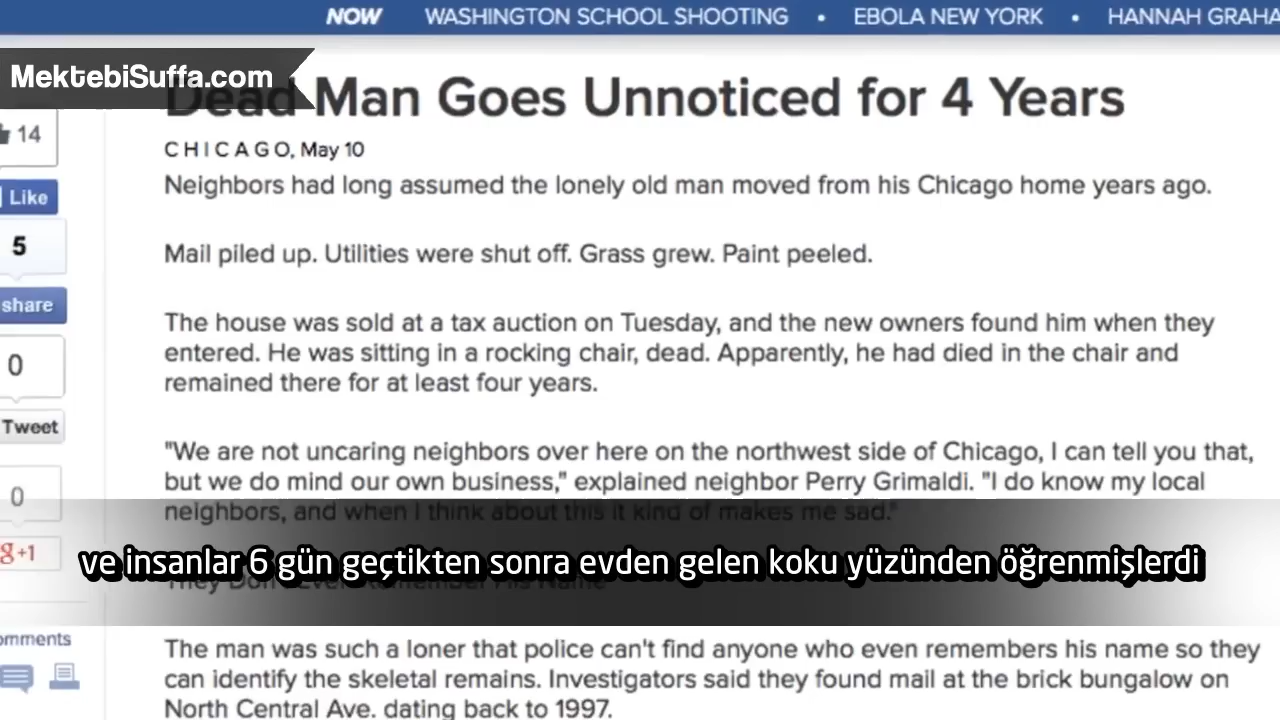 NOW WASHINGTON SCHOOL SHOOTING • EBOLA NEW YORK • HANNAH GRAHA
MektebiSuffa.com
Dead Man Goes Unnoticed for 4 Years
14
CHICAGO, May 10
Neighbors had long assumed the lonely old man moved from his Chicago home years ago.
Like
5
Mail piled up. Utilities were shut off. Grass grew. Paint peeled.
share
The house was sold at a tax auction on Tuesday, and the new owners found him when they
entered. He was sitting in a rocking chair, dead. Apparently, he had died in the chair and
remained there for at least four years.
0
Tweet
"We are not uncaring neighbors over here on the northwest side of Chicago, I can tell you that,
but we do mind our own business," explained neighbor Perry Grimaldi. "I do know my local
neighbors, and when I think about this it kind of makes me sad."
0
g+1
ve insanlar 6 gün geçtikten sonra evden gelen koku yüzünden öğrenmişlerdi
omments
The man was such a loner that police can't find anyone who even remembers his name so they
can identify the skeletal remains. Investigators said they found mail at the brick bungalow on
North Central Ave. dating back to 1997.